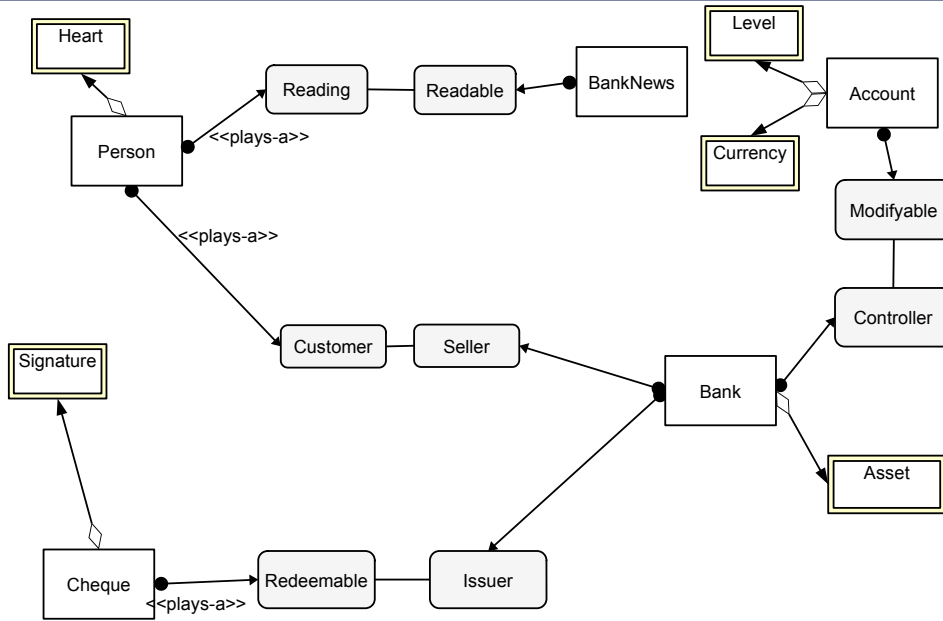 Heart
Level
Reading
Readable
BankNews
Account
Person
<<plays-a>>
Currency
Modifyable
<<plays-a>>
Controller
Customer
Seller
Signature
Bank
Asset
Cheque
Redeemable
Issuer
<<plays-a>>